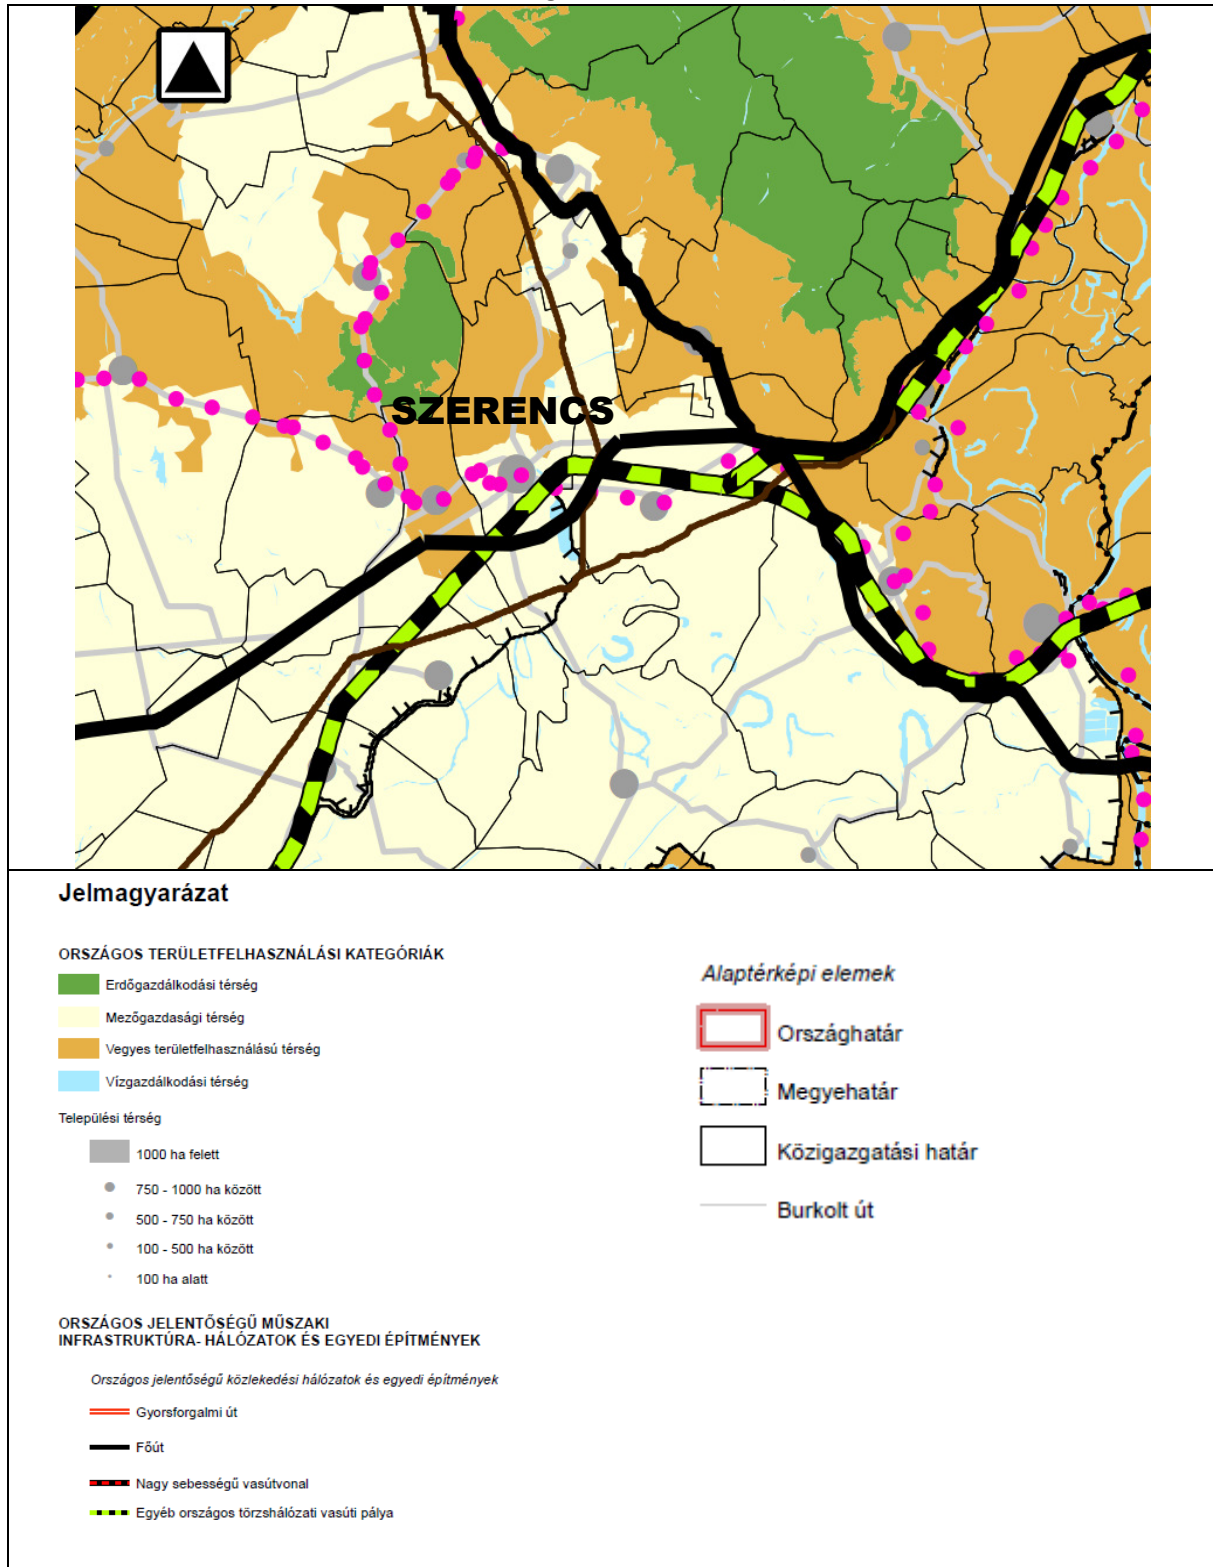 SZERENCS
Jelmagyarázat
ORSZÁGOS TERÜLETFELHASZNÁLÁSI KATEGÓRIÁK
Erdőgazdálkodási térség
Mezőgazdasági térség
Vegyes területfelhasználású térség
Vízgazdálkodási térség
Települési térség
1000 ha felett
750 - 1000 ha között
500 - 750 ha között
100 - 500 ha között
100 ha alatt
ORSZÁGOS JELENTŐSÉGŰ MŰSZAKI
INFRASTRUKTÚRA- HÁLÓZATOK ÉS EGYEDI ÉPÍTMÉNYEK
Országos jelentőségű közlekedési hálózatok és egyedi építmények
Gyorsforgalmi út
Főút
Nagy sebességű vasútvonal
Egyéb országos törzshálózati vasúti pálya
Alaptérképi elemek
Országhatár
Megyehatár
Közigazgatási határ
Burkolt út